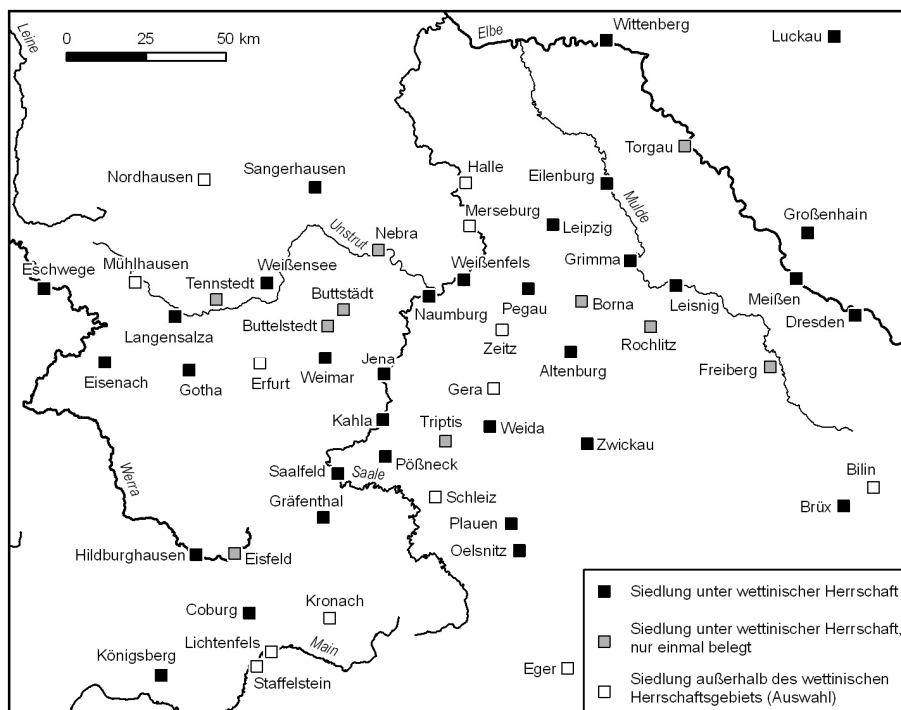 Leine
0 25 50 km
Elbe
Wittenberg
Luckau
Torgau
Nordhausen
Sangerhausen
Halle
Eilenburg
Mulde
Merseburg
Leipzig
Großenhain
Unstrut
Nebra
Eschwege
Mühlhausen
Tennstedt
Weißensee
Weißenfels
Grimma
Buttstädt
Naumburg
Pegau
Borna
Leisnig
Meißen
Langensalza
Buttelstedt
Zeitz
Rochlitz
Dresden
Eisenach
Gotha
Erfurt
Weimar
Jena
Altenburg
Freiberg
Gera
Kahla
Triptis
Weida
Zwickau
Werra
Saalfeld
Saale
Pößneck
Bilin
Gräfenthal
Schleiz
Brüx
Plauen
Hildburghausen
Eisfeld
Oelsnitz
Coburg
Kronach
Lichtenfels
Main
Königsberg
Staffelstein
Eger
Siedlung unter wettinischer Herrschaft
Siedlung unter wettinischer Herrschaft,
nur einmal belegt
Siedlung außerhalb des wettinischen
Herrschaftsgebiets (Auswahl)